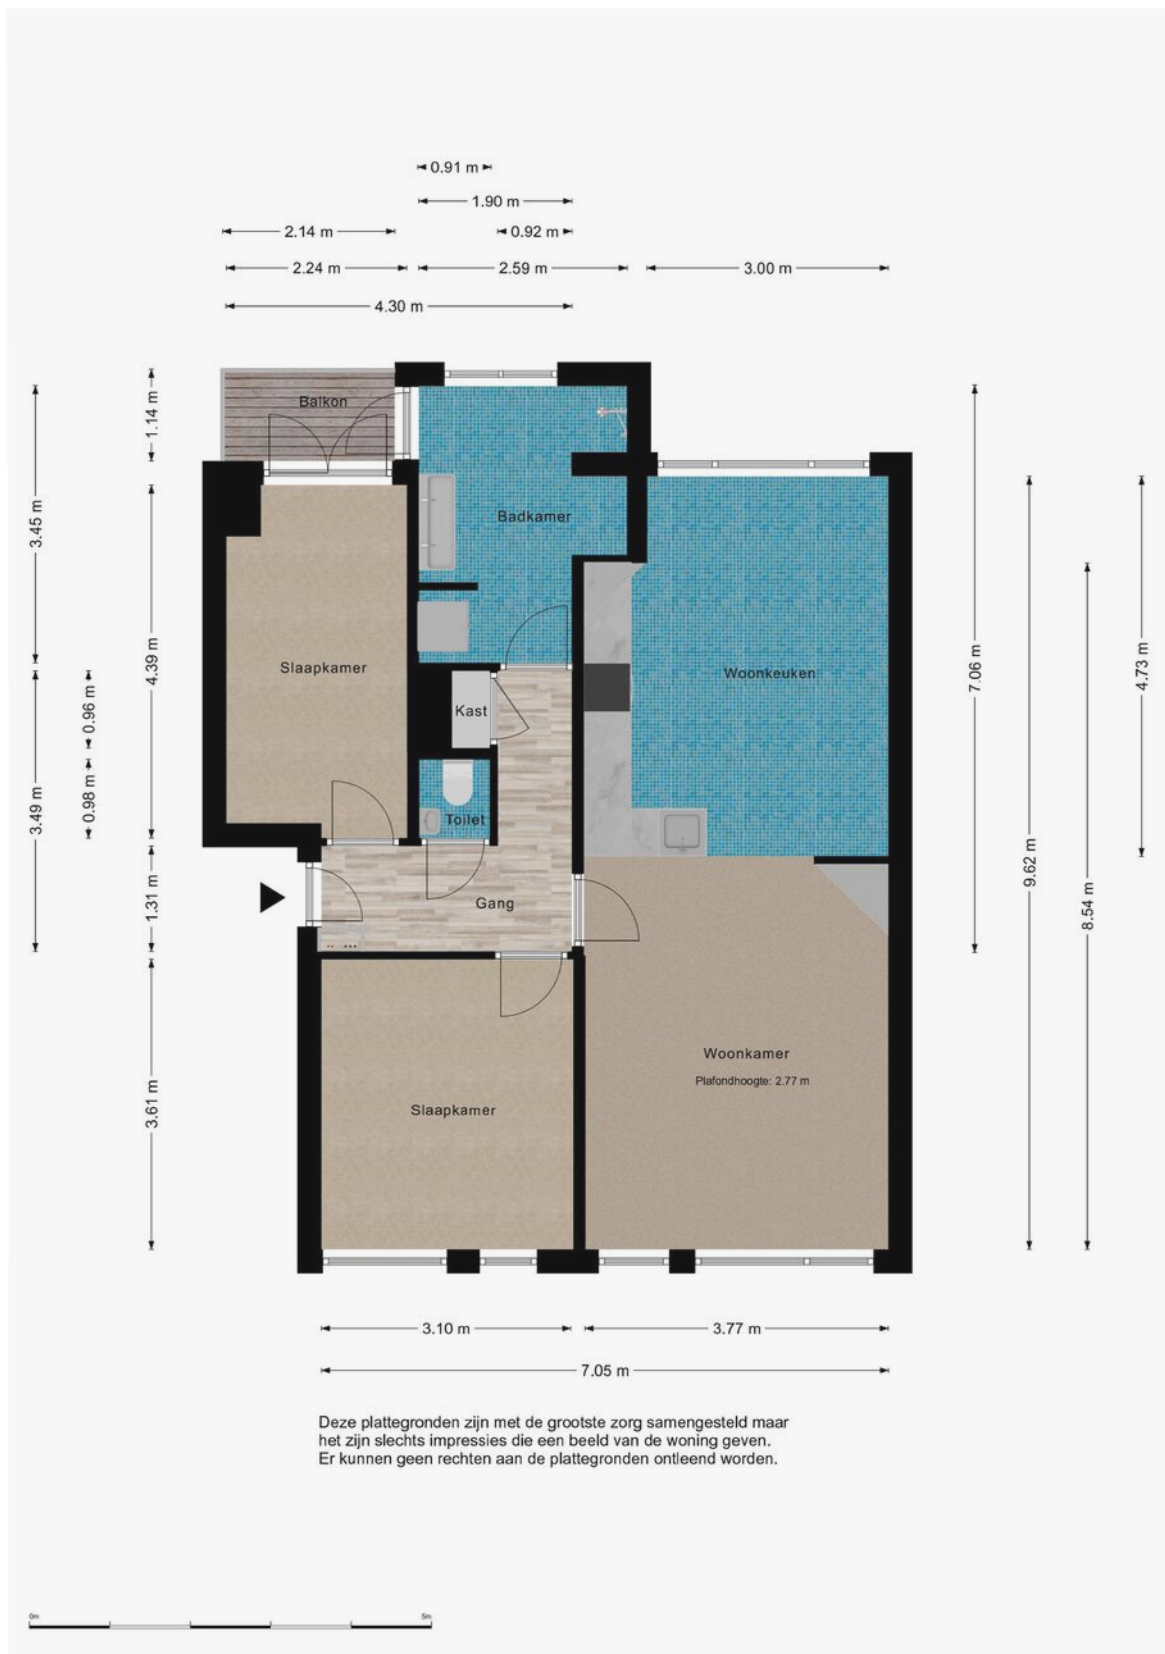 0.91 m
1.90 m
2.14 m
0.92 m
2.24 m
2.59 m
3.00 m
4.30 m
Balkon
1.14 m
3.45 m
Badkamer
4.39 m
Slaapkamer
Woonkeuken
7.06 m
4.73 m
0.96 m
Kast
3.49 m
0.98 m
Toilet
1.31 m
Gang
9.62 m
8.54 m
Woonkamer
Plafondhoogte: 2.77 m
3.61 m
Slaapkamer
3.10 m
3.77 m
7.05 m
Deze plattegronden zijn met de grootste zorg samengesteld maar
het zijn slechts impressies die een beeld van de woning geven.
Er kunnen geen rechten aan de plattegronden ontleend worden.
0m
5m